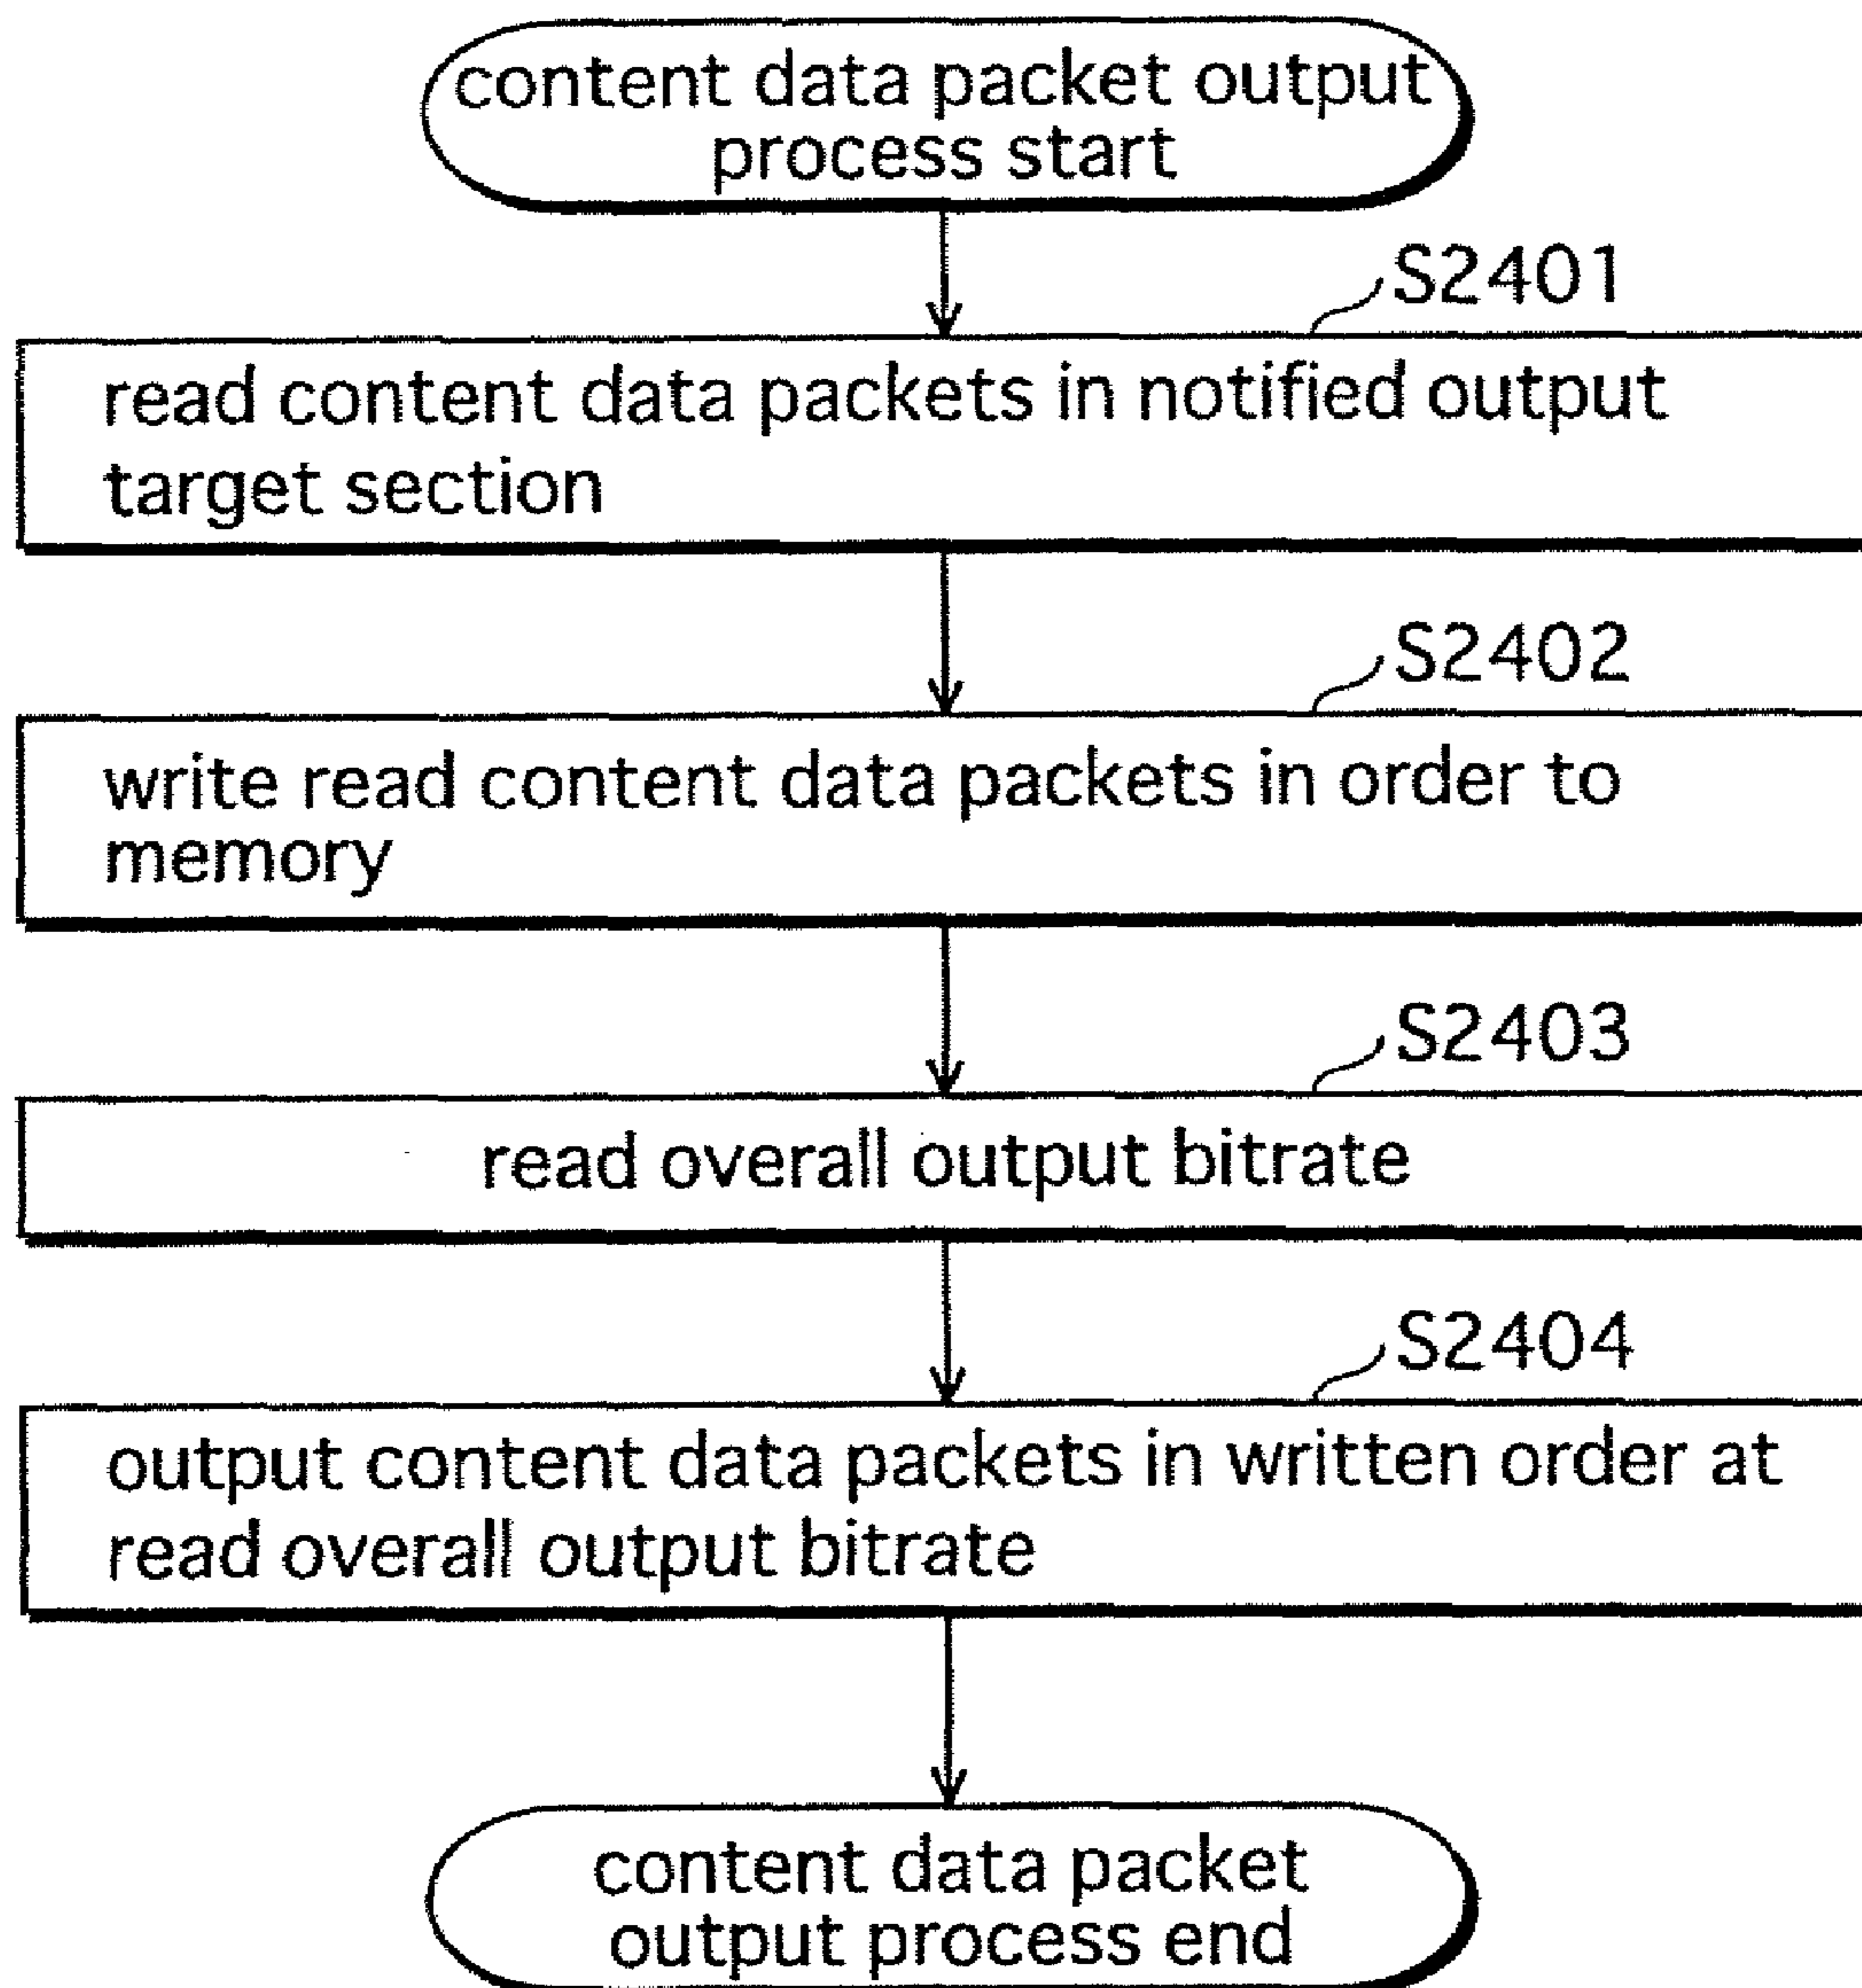 content data packet output
process start
S2401
read content data packets in notified output
target section
S2402
write read content data packets in order to
memory
S2403
read overall output bitrate
S2404
output content data packets in written order at
read overall output bitrate
content data packet
output process end